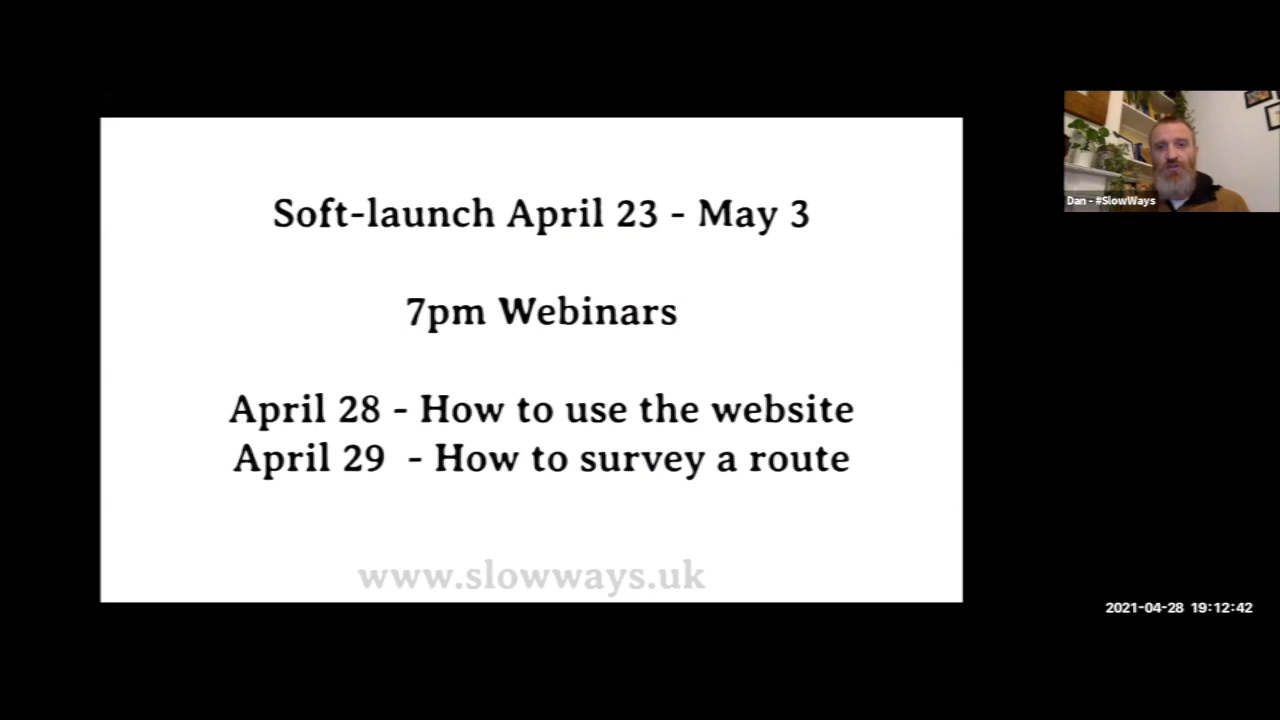 Soft-launch April 23 - May 3
7pm Webinars
April 28 - How to use the website
April 29 - How to survey a route
www.slowways.uk
Dan - #SlowWays
2021-04-28 19:12:42